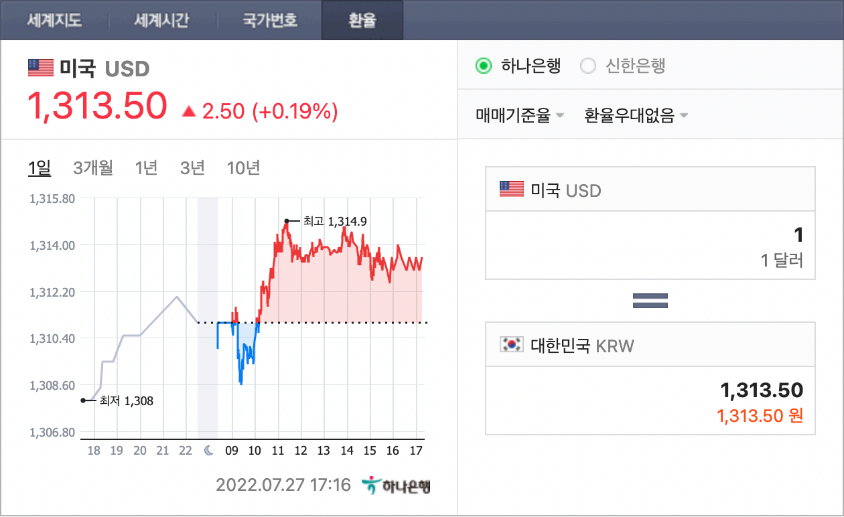 세계지도 세계시간 국가번호 환율
미국 USD
1,313.50 ▲ 2.50 (+0.19%)
1일 3개월 1년 3년 10년
1,315.80
최고 1,314.9
1,314.00
1,312.20
1,310.40
1,308.60
최저 1,308
1,306.80
18 19 20 21 22 09 10 11 12 13 14 15 16 17
2022.07.27 17:16 하나은행
하나은행 신한은행
매매기준율 환율우대없음
미국 USD
1
1 달러
대한민국 KRW
1,313.50
1,313.50 원